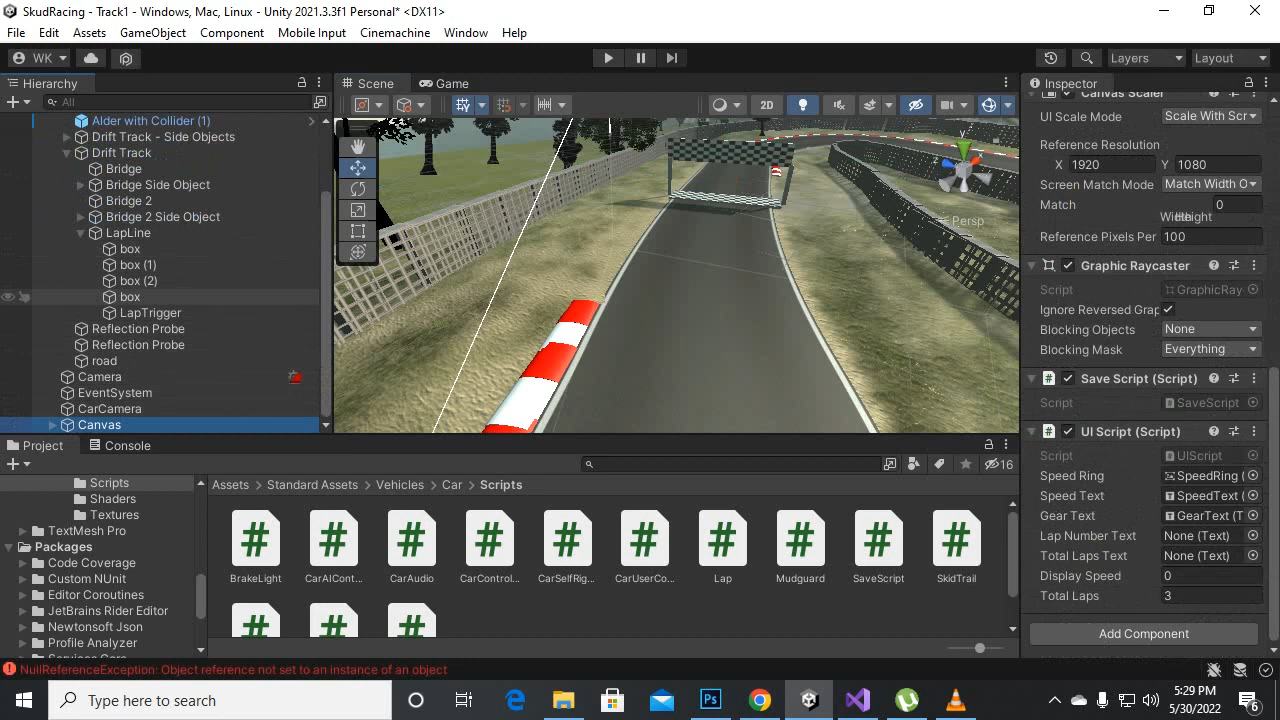 SkudRacing - Track1 - Windows, Mac, Linux - Unity 2021.3.3f1 Personal* <DX11>
File Edit Assets GameObject Component Mobile Input Cinemachine Window Help
WK Layers Layout
Hierarchy
All
Alder with Collider (1)
Drift Track - Side Objects
Drift Track
Bridge
Bridge Side Object
Bridge 2
Bridge 2 Side Object
LapLine
box
box (1)
box (2)
box
LapTrigger
Reflection Probe
Reflection Probe
road
Camera
EventSystem
CarCamera
Canvas
Scene Game
2D
y
Persp
Inspector
Canvas Scaler
UI Scale Mode Scale With Scr
Reference Resolution
X 1920 Y 1080
Screen Match Mode Match Width O
Match 0
Width Height
Reference Pixels Per 100
Graphic Raycaster
Script GraphicRay
Ignore Reversed Grap
Blocking Objects None
Blocking Mask Everything
Save Script (Script)
Script SaveScript
UI Script (Script)
Script UIScript
Speed Ring SpeedRing (
Speed Text SpeedText (
Gear Text GearText (T
Lap Number Text None (Text)
Total Laps Text None (Text)
Display Speed 0
Total Laps 3
Add Component
Project Console
16
Scripts
Shaders
Textures
TextMesh Pro
Packages
Code Coverage
Custom NUnit
Editor Coroutines
JetBrains Rider Editor
Newtonsoft Json
Profile Analyzer
Assets > Standard Assets > Vehicles > Car > Scripts
BrakeLight CarAICont... CarAudio CarControl... CarSelfRig... CarUserCo... Lap Mudguard SaveScript SkidTrail
NullReferenceException: Object reference not set to an instance of an object
Type here to search
Ps
5:29 PM
5/30/2022